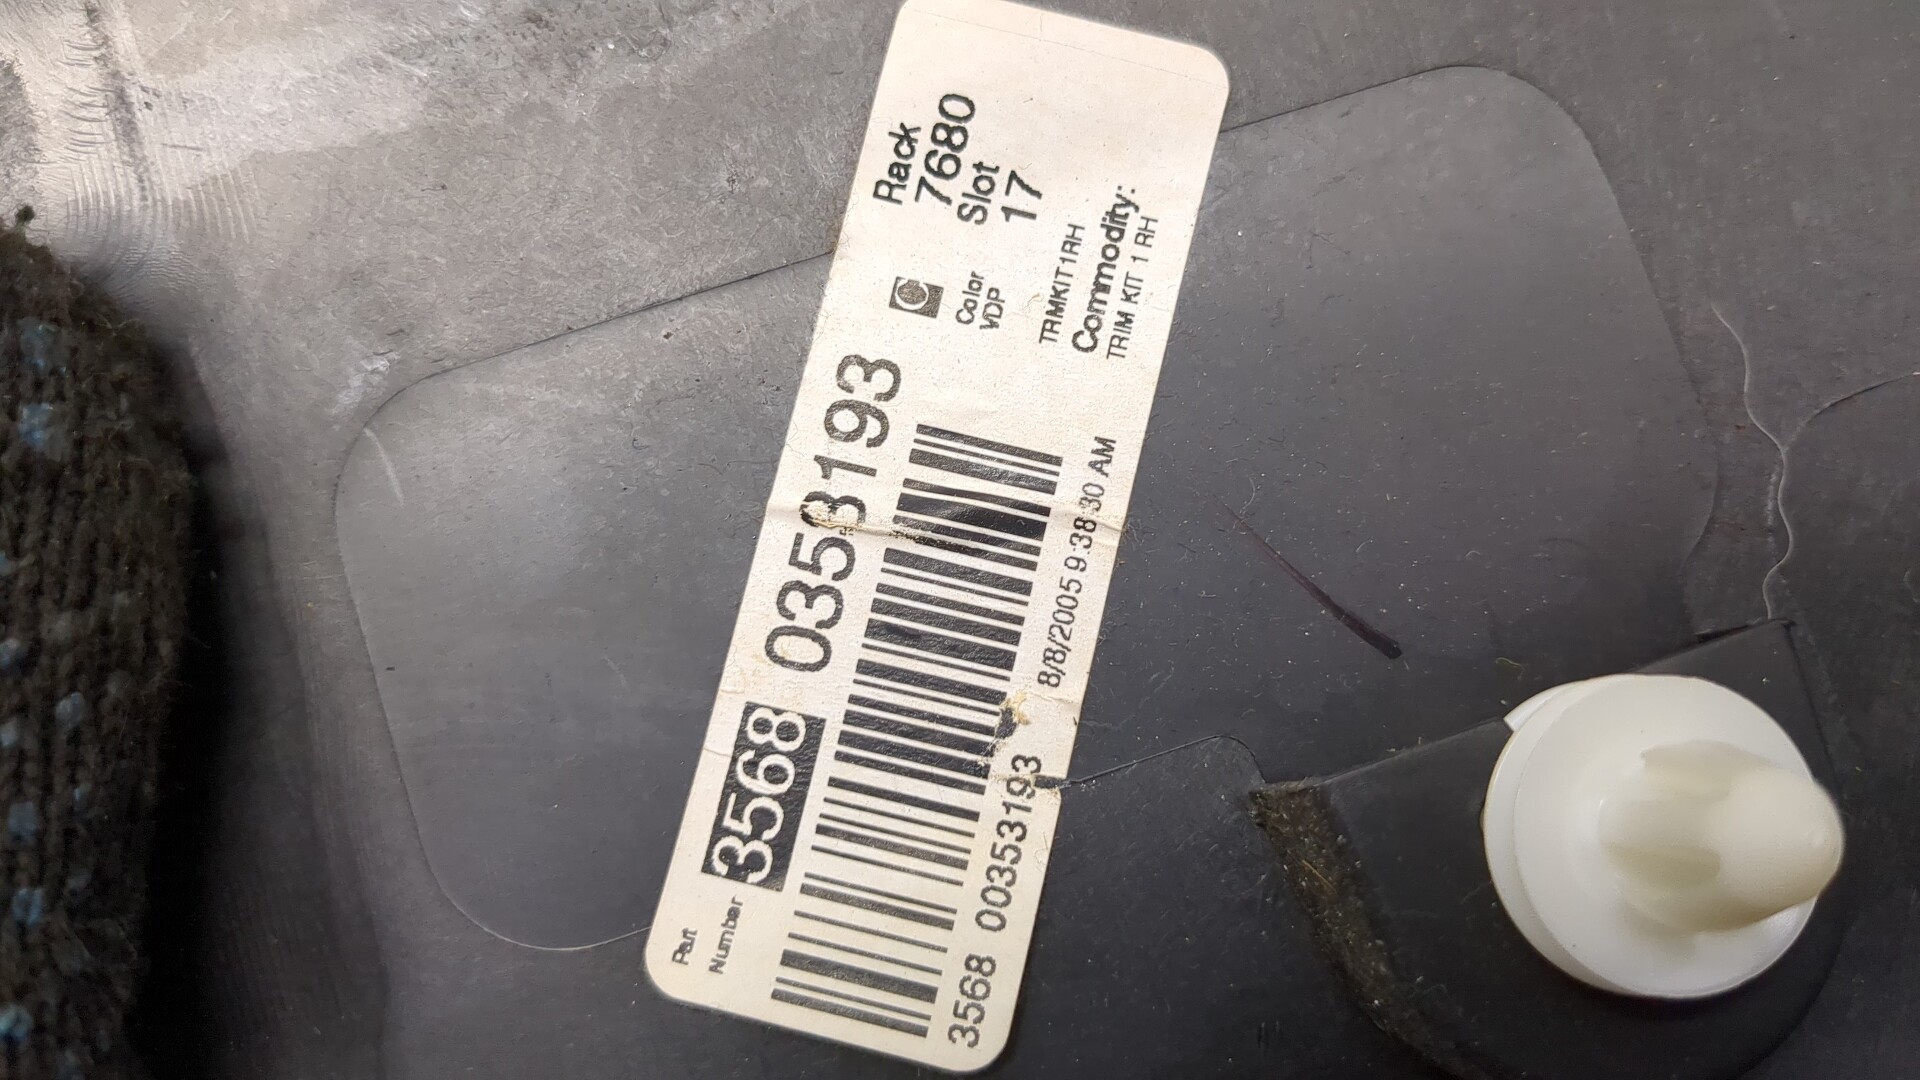 Part
Number
3568 0353193
C
Rack
7680
Slot
17
Color
VDP
TRMKIT1RH
Commodity:
TRIM KIT 1 RH
3568 00353193
8/8/2005 9:38:30 AM